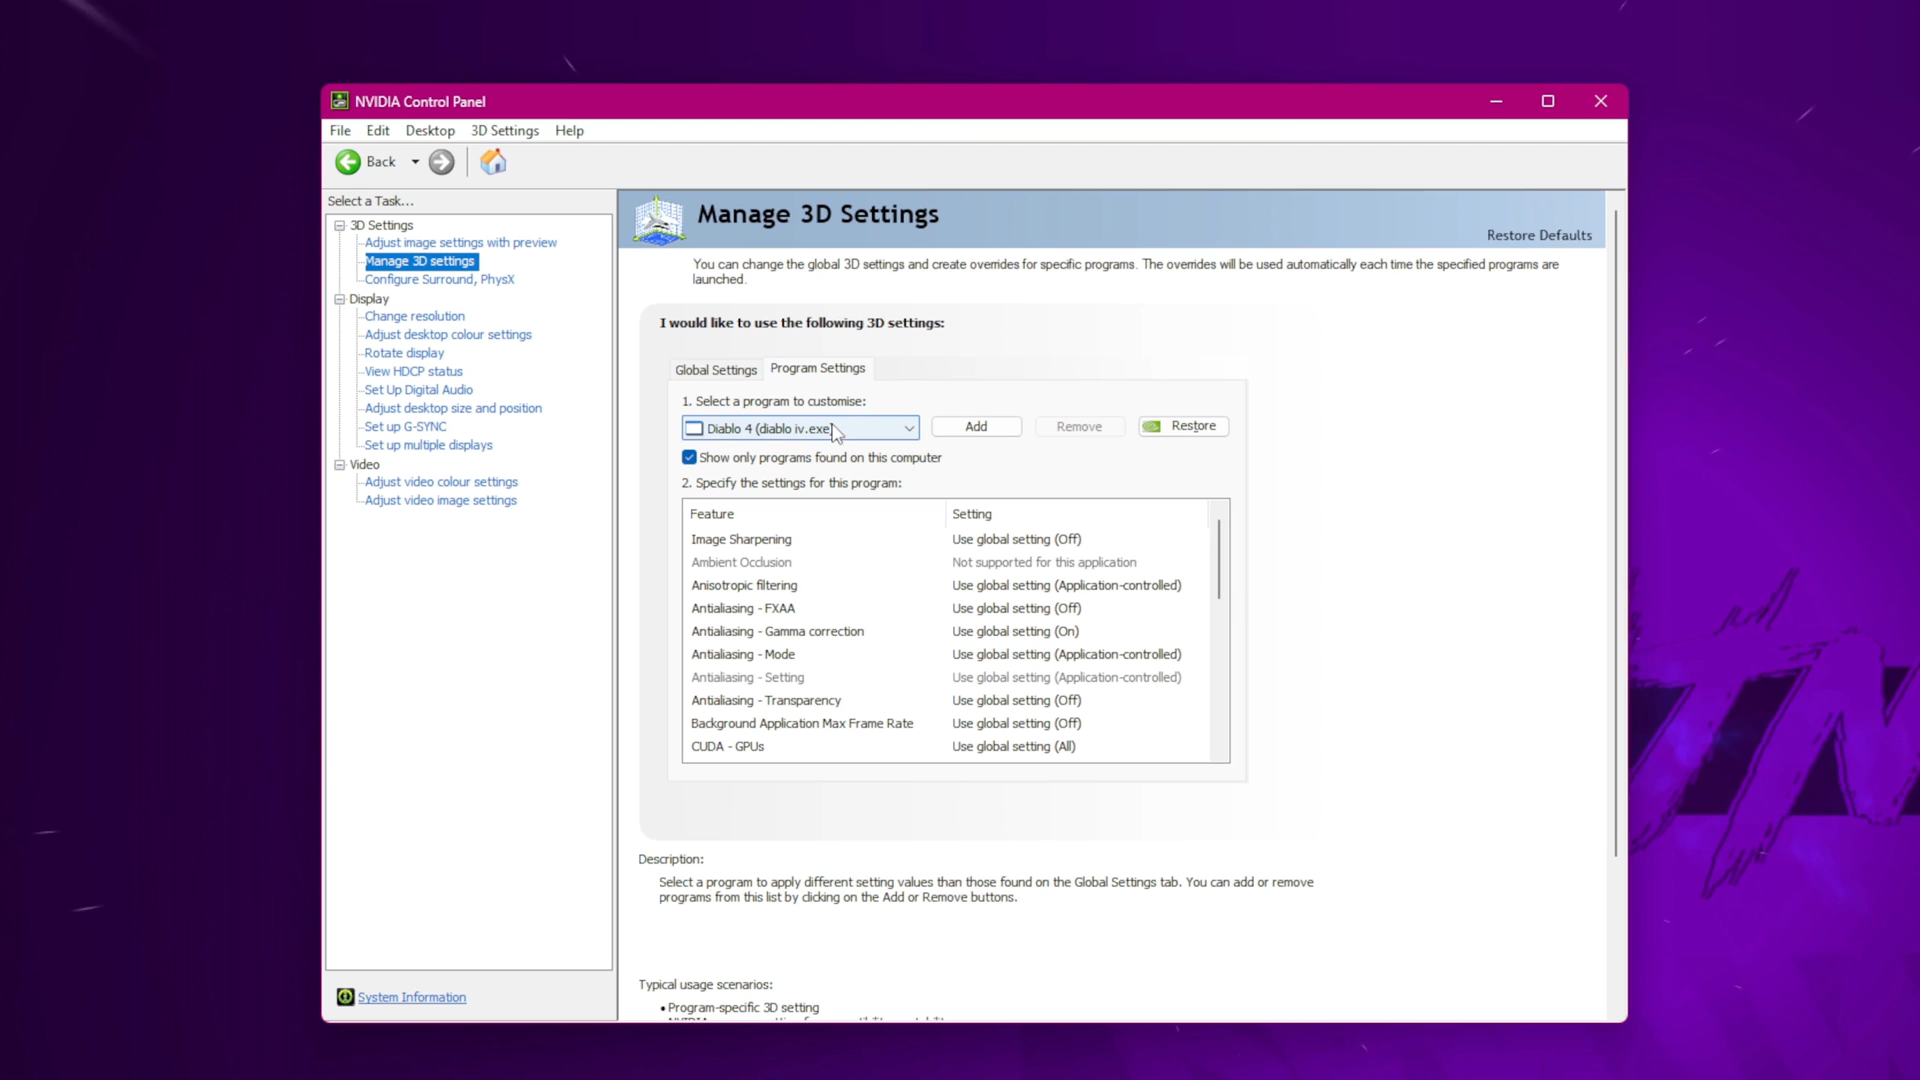 NVIDIA Control Panel
File Edit Desktop 3D Settings Help
Back
Select a Task...
3D Settings
Adjust image settings with preview
Manage 3D settings
Configure Surround, PhysX
Display
Change resolution
Adjust desktop colour settings
Rotate display
View HDCP status
Set Up Digital Audio
Adjust desktop size and position
Set up G-SYNC
Set up multiple displays
Video
Adjust video colour settings
Adjust video image settings
System Information
Manage 3D Settings
Restore Defaults
You can change the global 3D settings and create overrides for specific programs. The overrides will be used automatically each time the specified programs are
launched.
I would like to use the following 3D settings:
Global Settings Program Settings
1. Select a program to customise:
Diablo 4 (diablo iv.exe) Add Remove Restore
Show only programs found on this computer
2. Specify the settings for this program:
Feature Setting
Image Sharpening Use global setting (Off)
Ambient Occlusion Not supported for this application
Anisotropic filtering Use global setting (Application-controlled)
Antialiasing - FXAA Use global setting (Off)
Antialiasing - Gamma correction Use global setting (On)
Antialiasing - Mode Use global setting (Application-controlled)
Antialiasing - Setting Use global setting (Application-controlled)
Antialiasing - Transparency Use global setting (Off)
Background Application Max Frame Rate Use global setting (Off)
CUDA - GPUs Use global setting (All)
Description:
Select a program to apply different setting values than those found on the Global Settings tab. You can add or remove
programs from this list by clicking on the Add or Remove buttons.
Typical usage scenarios:
• Program-specific 3D setting